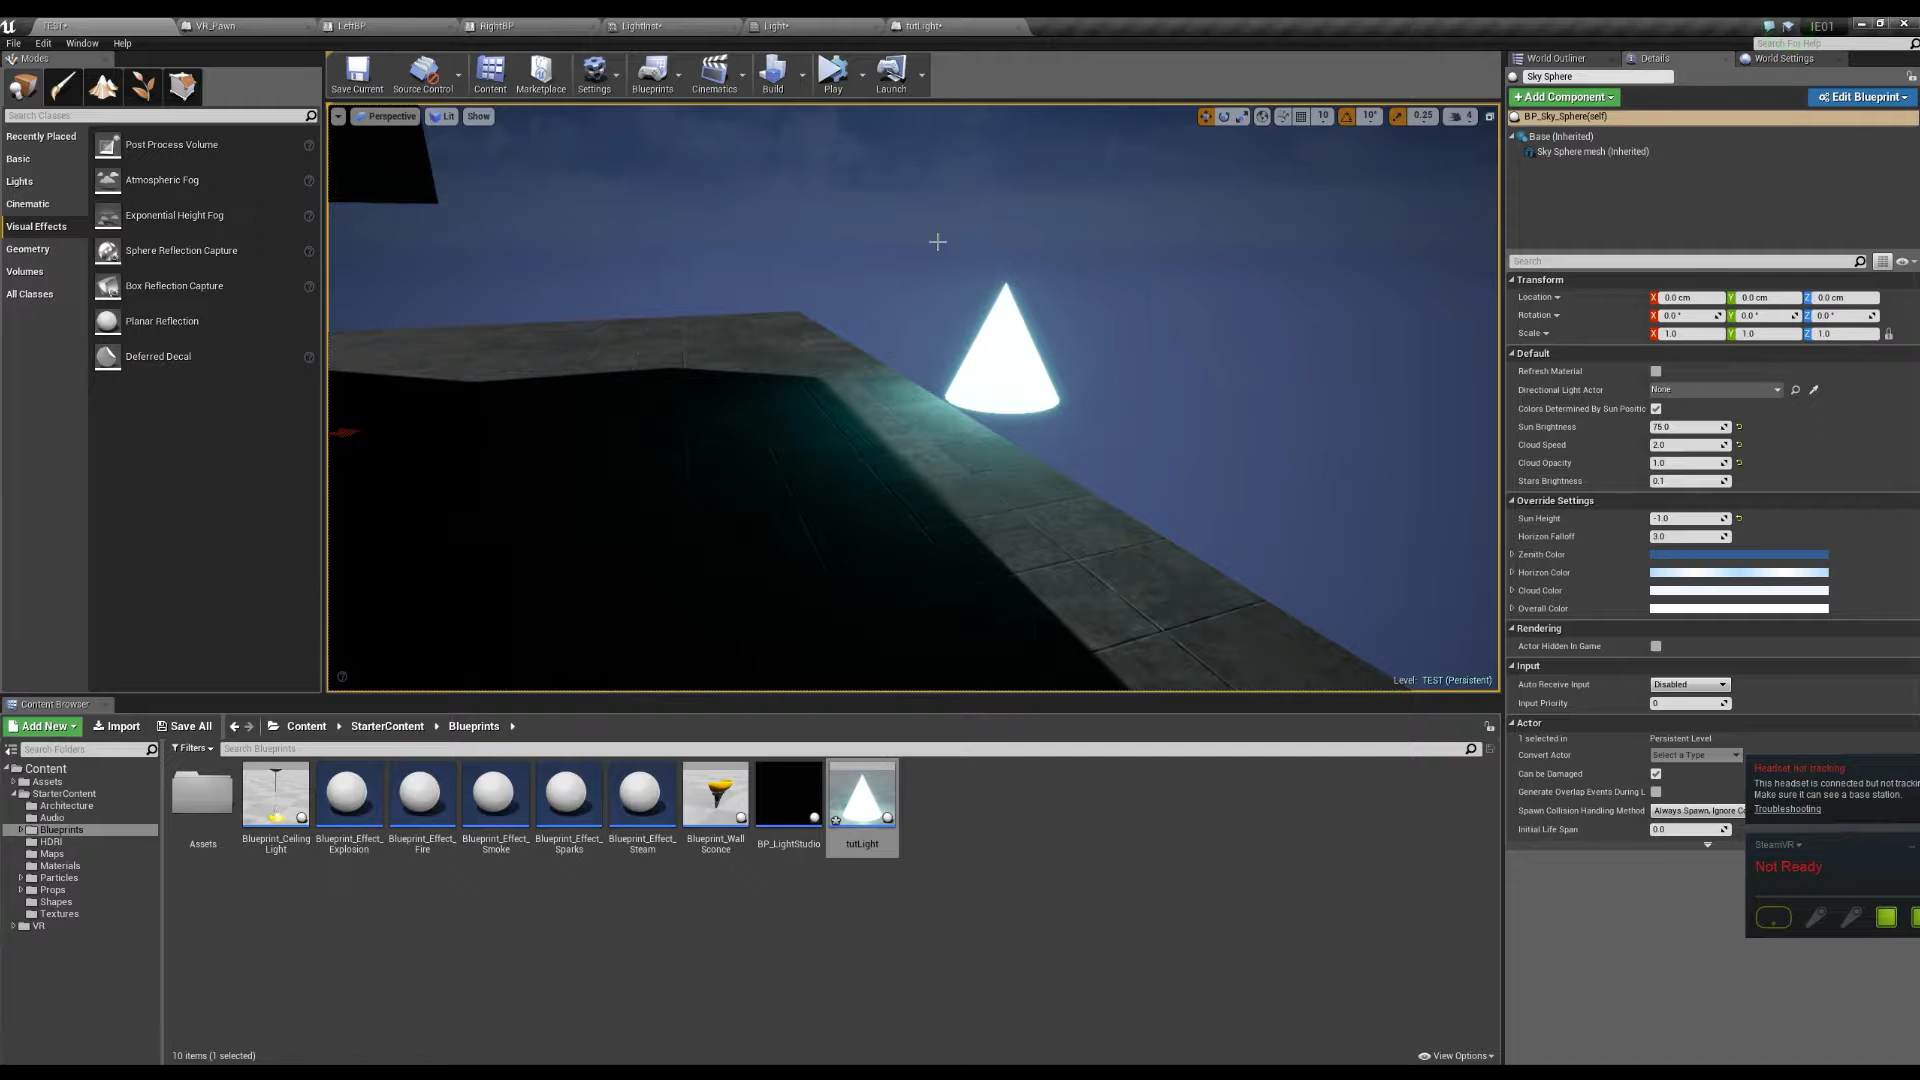 TEST*
VR_Pawn
LeftBP
RightBP
LightInst*
Light*
tutLight*
IE01
File Edit Window Help
Search For Help
Modes
Search Classes
Recently Placed
Basic
Lights
Cinematic
Visual Effects
Geometry
Volumes
All Classes
Post Process Volume
Atmospheric Fog
Exponential Height Fog
Sphere Reflection Capture
Box Reflection Capture
Planar Reflection
Deferred Decal
Save Current
Source Control
Content
Marketplace
Settings
Blueprints
Cinematics
Build
Play
Launch
Perspective
Lit
Show
10
10°
0.25
4
Level: TEST (Persistent)
World Outliner
Details
World Settings
Sky Sphere
+Add Component
Edit Blueprint
BP_Sky_Sphere(self)
Base (Inherited)
Sky Sphere mesh (Inherited)
Search
Transform
Location X 0.0 cm Y 0.0 cm Z 0.0 cm
Rotation X 0.0 ° Y 0.0 ° Z 0.0 °
Scale X 1.0 Y 1.0 Z 1.0
Default
Refresh Material
Directional Light Actor None
Colors Determined By Sun Positic
Sun Brightness 75.0
Cloud Speed 2.0
Cloud Opacity 1.0
Stars Brightness 0.1
Override Settings
Sun Height -1.0
Horizon Falloff 3.0
Zenith Color
Horizon Color
Cloud Color
Overall Color
Rendering
Actor Hidden In Game
Input
Auto Receive Input Disabled
Input Priority 0
Actor
1 selected in Persistent Level
Convert Actor Select a Type
Can be Damaged
Generate Overlap Events During L
Spawn Collision Handling Method Always Spawn, Ignore Co
Initial Life Span 0.0
Headset not tracking
This headset is connected but not trackin
Make sure it can see a base station.
Troubleshooting
SteamVR
Not Ready
Content Browser
Add New
Import
Save All
Content
StarterContent
Blueprints
Search Folders
Filters
Search Blueprints
Content
Assets
StarterContent
Architecture
Audio
Blueprints
HDRI
Maps
Materials
Particles
Props
Shapes
Textures
VR
Assets
Blueprint_Ceiling
Light
Blueprint_Effect_
Explosion
Blueprint_Effect_
Fire
Blueprint_Effect_
Smoke
Blueprint_Effect_
Sparks
Blueprint_Effect_
Steam
Blueprint_Wall
Sconce
BP_LightStudio
tutLight
10 items (1 selected)
View Options